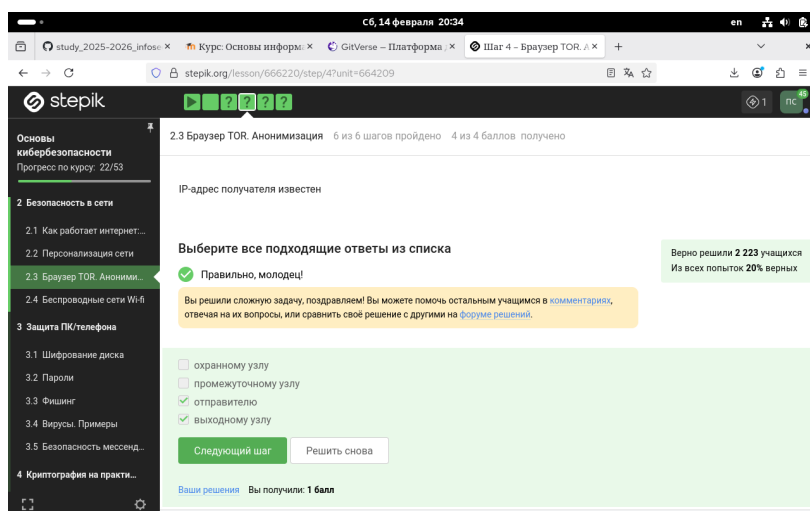 Сб, 14 февраля 20:34
en
study_2025-2026_infose
Курс: Основы информ
GitVerse – Платформа
Шаг 4 – Браузер TOR. А
stepik.org/lesson/666220/step/4?unit=664209
stepik
? ? ? ?
1
ПС
45
Основы
кибербезопасности
Прогресс по курсу: 22/53
2 Безопасность в сети
2.1 Как работает интернет:...
2.2 Персонализация сети
2.3 Браузер TOR. Аноними...
2.4 Беспроводные сети Wi-fi
3 Защита ПК/телефона
3.1 Шифрование диска
3.2 Пароли
3.3 Фишинг
3.4 Вирусы. Примеры
3.5 Безопасность мессенд...
4 Криптография на практи...
2.3 Браузер TOR. Анонимизация 6 из 6 шагов пройдено 4 из 4 баллов получено
IP-адрес получателя известен
Выберите все подходящие ответы из списка
Правильно, молодец!
Вы решили сложную задачу, поздравляем! Вы можете помочь остальным учащимся в комментариях,
отвечая на их вопросы, или сравнить своё решение с другими на форуме решений.
Верно решили 2 223 учащихся
Из всех попыток 20% верных
охранному узлу
промежуточному узлу
отправителю
выходному узлу
Следующий шаг
Решить снова
Ваши решения Вы получили: 1 балл